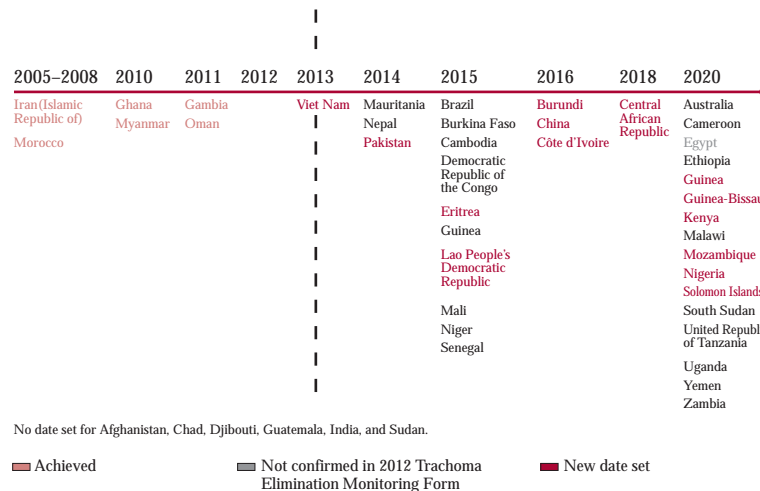 2005–2008 2010 2011 2012 2013 2014 2015 2016 2018 2020
Iran(Islamic
Republic of)
Morocco
Ghana
Myanmar
Gambia
Oman
Viet Nam
Mauritania
Nepal
Pakistan
Brazil
Burkina Faso
Cambodia
Democratic
Republic of
the Congo
Eritrea
Guinea
Lao People's
Democratic
Republic
Mali
Niger
Senegal
Burundi
China
Côte d'Ivoire
Central
African
Republic
Australia
Cameroon
Egypt
Ethiopia
Guinea
Guinea-Bissau
Kenya
Malawi
Mozambique
Nigeria
Solomon Islands
South Sudan
United Republ
of Tanzania
Uganda
Yemen
Zambia
No date set for Afghanistan, Chad, Djibouti, Guatemala, India, and Sudan.
Achieved
Not confirmed in 2012 Trachoma
Elimination Monitoring Form
New date set